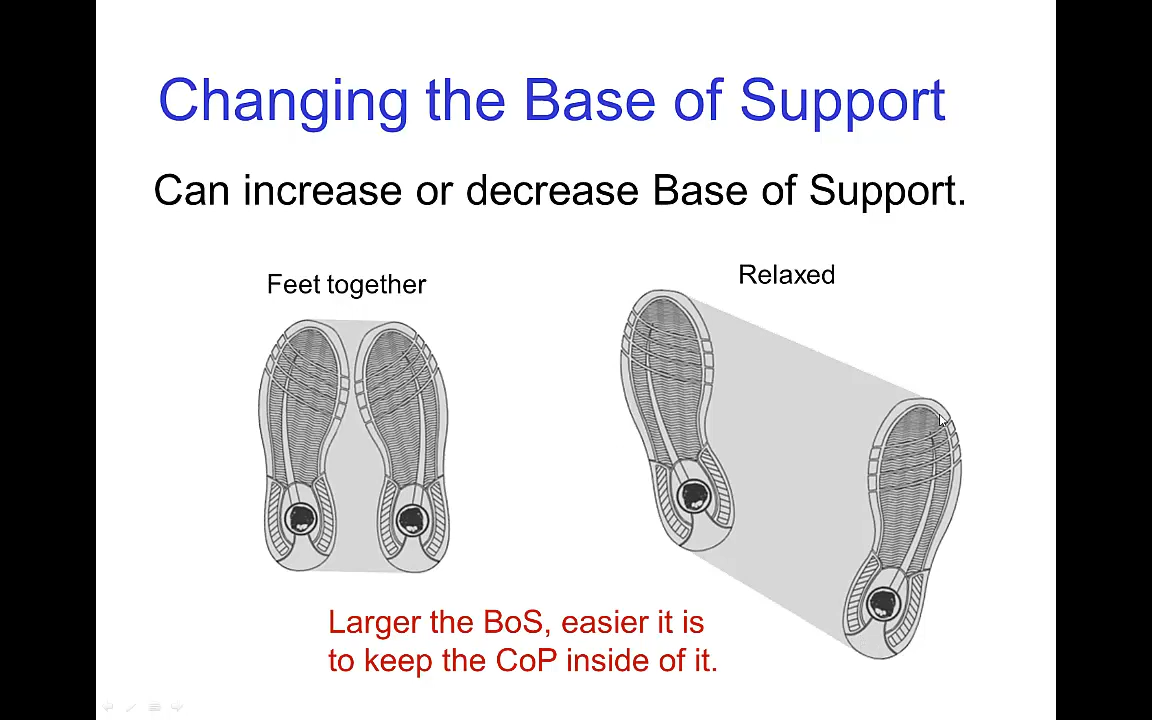 Changing the Base of Support
Can increase or decrease Base of Support.
Feet together
Relaxed
Larger the BoS, easier it is
to keep the CoP inside of it.